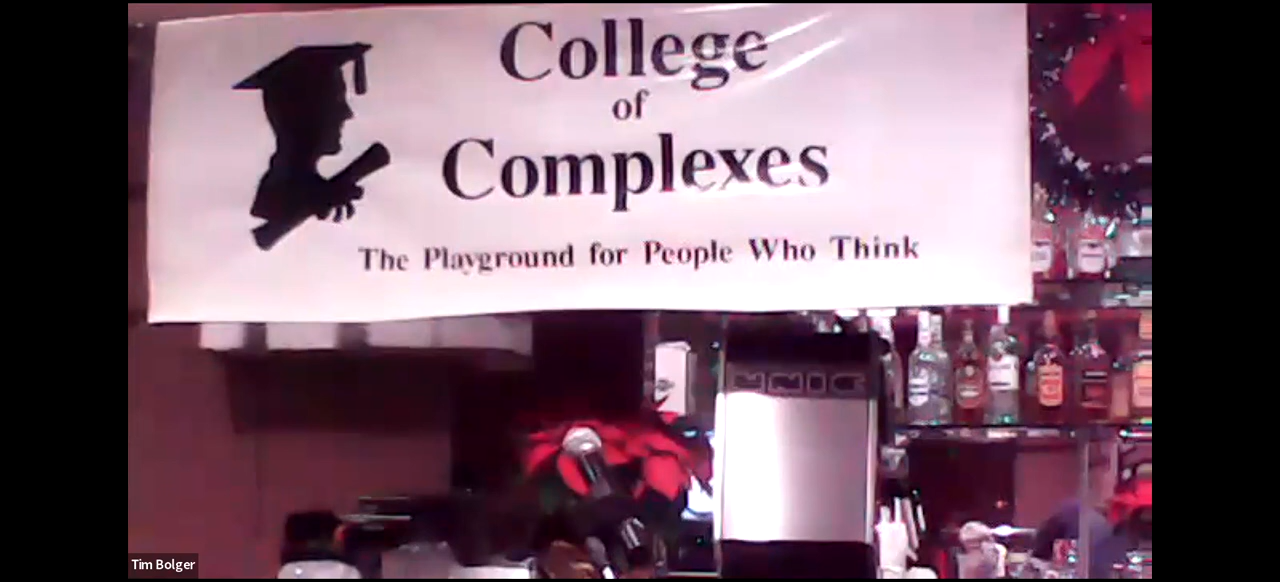 College
of
Complexes
The Playground for People Who Think
Tim Bolger